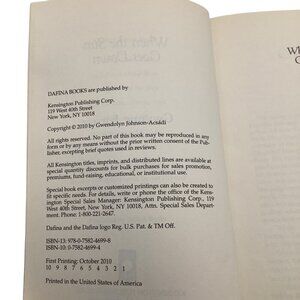 When the Sun
Goes Down
DAFINA BOOKS are published by
Kensington Publishing Corp.
119 West 40th Street
New York, NY 10018
Copyright © 2010 by Gwendolyn Johnson-Acsádi
All rights reserved. No part of this book may be reproduced in any
form or by any means without the prior written consent of the Pub-
lisher, excepting brief quotes used in reviews.
All Kensington titles, imprints, and distributed lines are available at
special quantity discounts for bulk purchases for sales promotion,
premiums, fund-raising, educational, or institutional use.
Special book excerpts or customized printings can also be created to
fit specific needs. For details, write or phone the office of the Kens-
ington Special Sales Manager: Kensington Publishing Corp. 119
West 40th Street, New York, NY 10018, Attn. Special Sales Depart-
ment. Phone: 1-800-221-2647.
Dafina and the Dafina logo Reg. U.S. Pat. & TM Off.
ISBN-13: 978-0-7582-4699-8
ISBN-10: 0-7582-4699-4
First Printing: October 2010
10 9 8 7 6 5 4 3 2 1
Printed in the United States of America